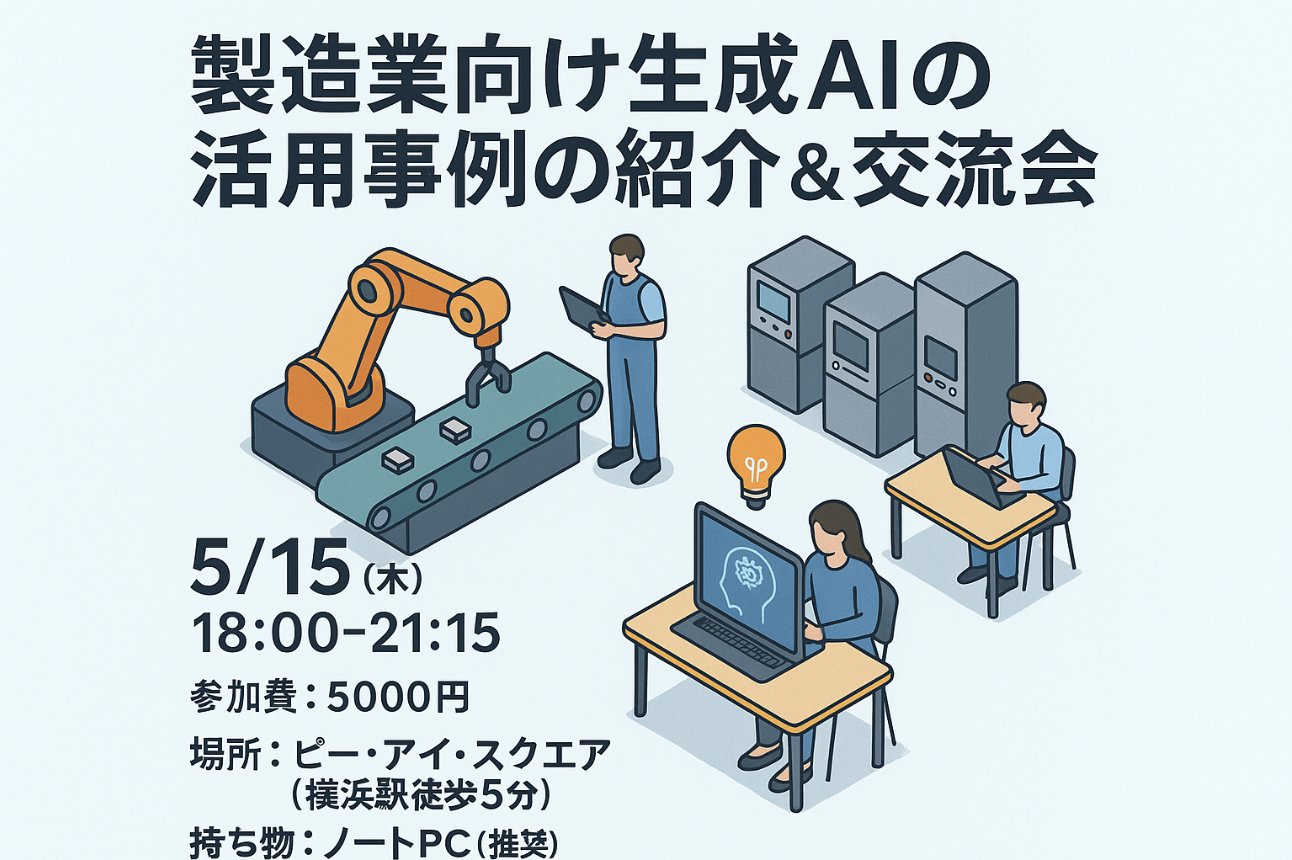 製造業向け生成AIの
活用事例の紹介&交流会
5/15(木)
18:00-21:15
参加費:5000円
場所:ピー・アイ・スクエア
(横浜駅徒歩5分)
持ち物:ノートPC(推奨)